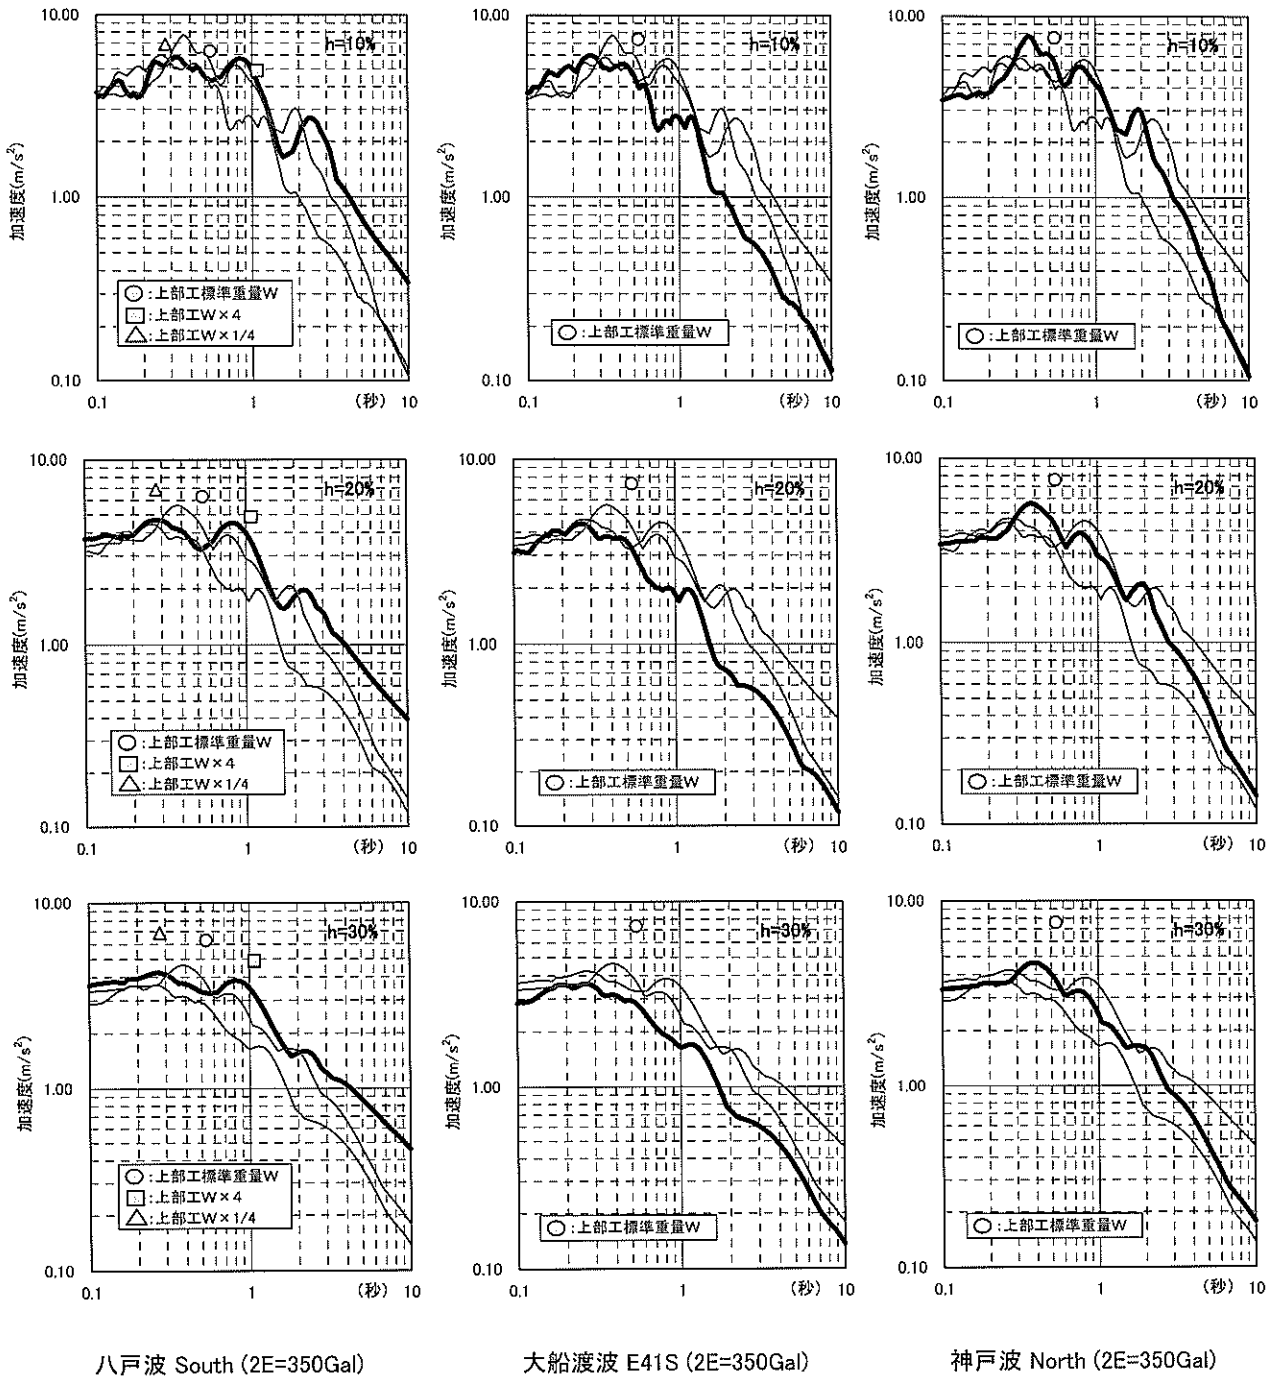 10.00
1.00
0.10
加速度(m/s²)
h=10%
○:上部工標準重量W
□:上部工W×4
△:上部工W×1/4
0.1
1
(秒)
10
10.00
1.00
0.10
加速度(m/s²)
h=10%
○:上部工標準重量W
0.1
1
(秒)
10
10.00
1.00
0.10
加速度(m/s²)
h=10%
○:上部工標準重量W
0.1
1
(秒)
10
10.00
1.00
0.10
加速度(m/s²)
h=20%
○:上部工標準重量W
□:上部工W×4
△:上部工W×1/4
0.1
1
(秒)
10
10.00
1.00
0.10
加速度(m/s²)
h=20%
○:上部工標準重量W
0.1
1
(秒)
10
10.00
1.00
0.10
加速度(m/s²)
h=20%
○:上部工標準重量W
0.1
1
(秒)
10
10.00
1.00
0.10
加速度(m/s²)
h=30%
○:上部工標準重量W
□:上部工W×4
△:上部工W×1/4
0.1
1
(秒)
10
10.00
1.00
0.10
加速度(m/s²)
h=30%
○:上部工標準重量W
0.1
1
(秒)
10
10.00
1.00
0.10
加速度(m/s²)
h=30%
○:上部工標準重量W
0.1
1
(秒)
10
八戸波 South (2E=350Gal)
大船渡波 E41S (2E=350Gal)
神戸波 North (2E=350Gal)